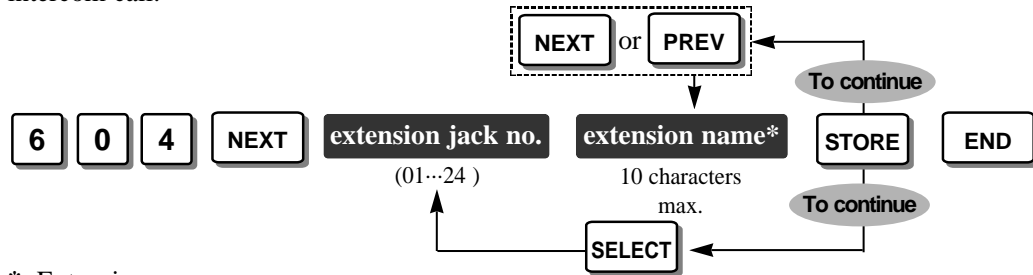 intercom call.
NEXT or PREV
To continue
6 0 4 NEXT extension jack no. extension name* STORE END
(01···24 ) 10 characters
max.
To continue
SELECT